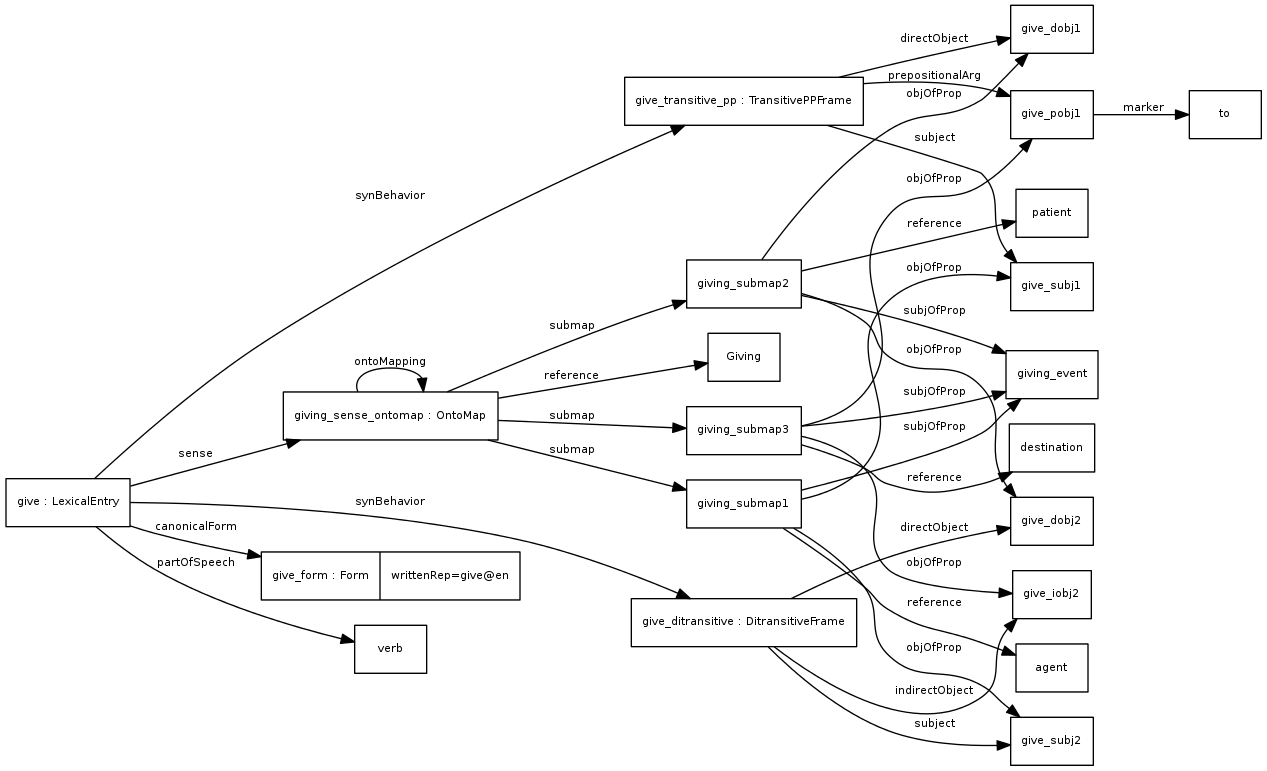 give_dobj1
directObject
prepositionalArg
give_transitive_pp : TransitivePPFrame
objOfProp
give_pobj1
marker
to
subject
objOfProp
synBehavior
patient
reference
objOfProp
give_subj1
giving_submap2
subjOfProp
submap
objOfProp
ontoMapping
Giving
reference
giving_event
subjOfProp
giving_sense_ontomap : OntoMap
submap
giving_submap3
subjOfProp
destination
sense
submap
reference
give : LexicalEntry
synBehavior
giving_submap1
give_dobj2
directObject
canonicalForm
partOfSpeech
objOfProp
give_form : Form
writtenRep=give@en
give_iobj2
reference
give_ditransitive : DitransitiveFrame
verb
objOfProp
agent
indirectObject
subject
give_subj2